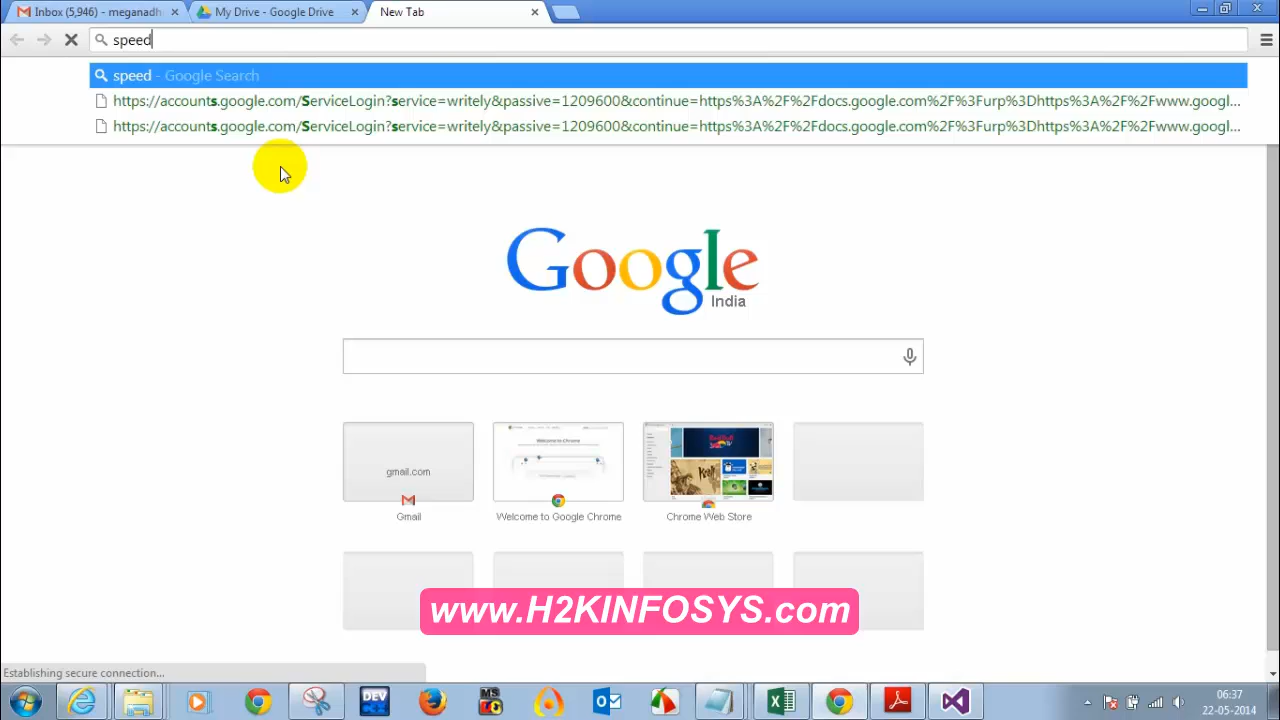 Inbox (5,946) - meganadh
My Drive - Google Drive
New Tab
speed
speed - Google Search
https://accounts.google.com/ServiceLogin?service=writely&passive=1209600&continue=https%3A%2F%2Fdocs.google.com%2F%3Furp%3Dhttps%3A%2F%2Fwww.googl...
https://accounts.google.com/ServiceLogin?service=writely&passive=1209600&continue=https%3A%2F%2Fdocs.google.com%2F%3Furp%3Dhttps%3A%2F%2Fwww.googl...
Google
India
gmail.com
Welcome to Chrome
Gmail
Welcome to Google Chrome
Chrome Web Store
www.H2KINFOSYS.com
Establishing secure connection...
DEV
MS
06:37
22-05-2014